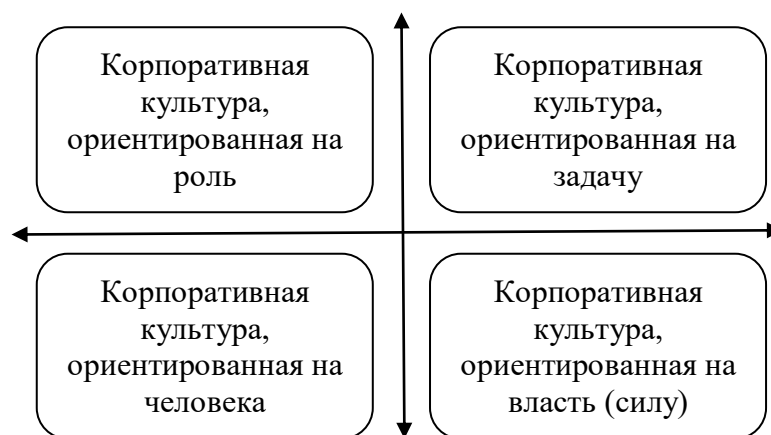 Корпоративная
культура,
ориентированная на
роль
Корпоративная
культура,
ориентированная на
задачу
Корпоративная
культура,
ориентированная на
человека
Корпоративная
культура,
ориентированная на
власть (силу)